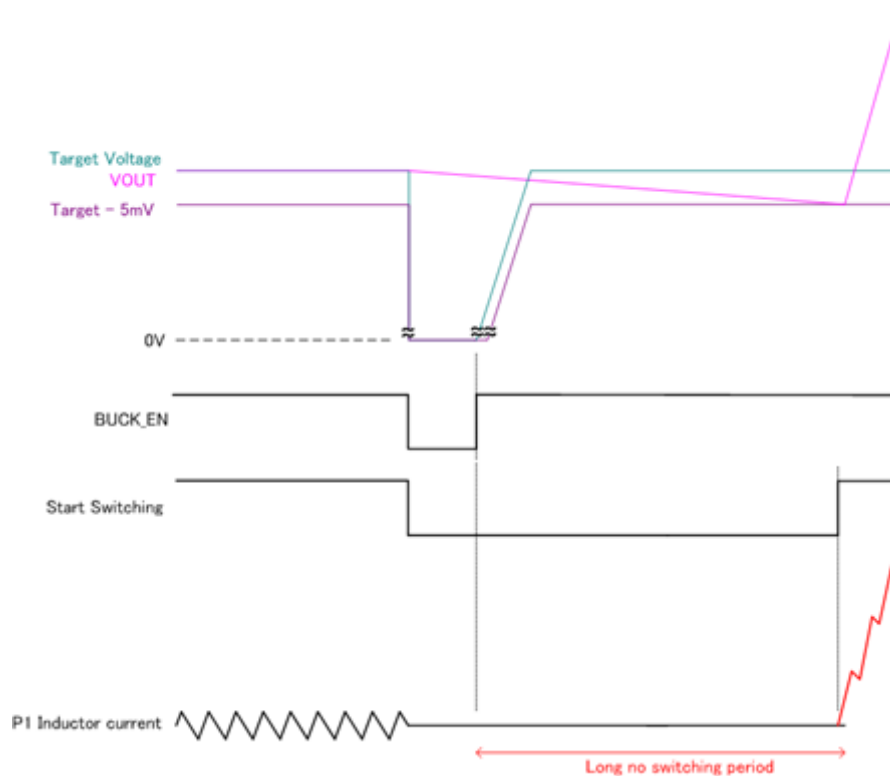 Target Voltage
VOUT
Target - 5mV
0V
BUCK_EN
Start Switching
P1 Inductor current
Long no switching period